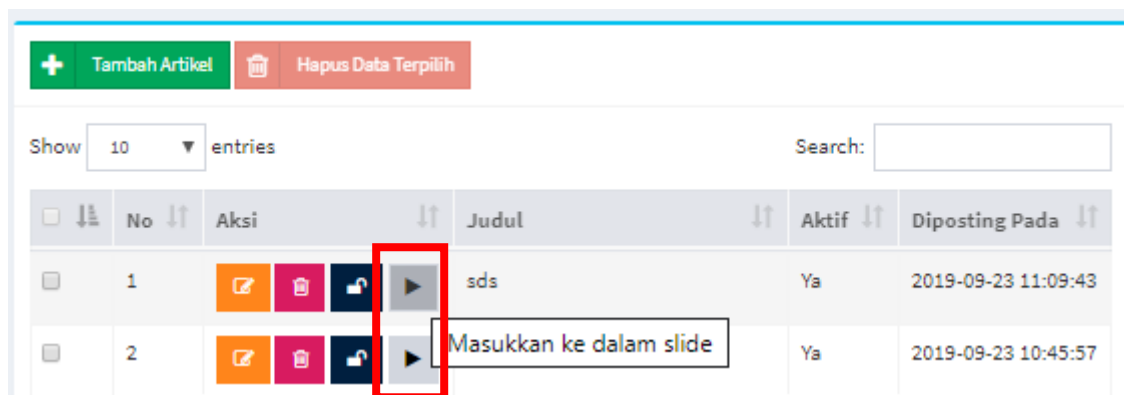 Tambah Artikel Hapus Data Terpilih
Show 10 entries Search:
No Aksi Judul Aktif Diposting Pada
1 sds Ya 2019-09-23 11:09:43
Masukkan ke dalam slide
2 Ya 2019-09-23 10:45:57